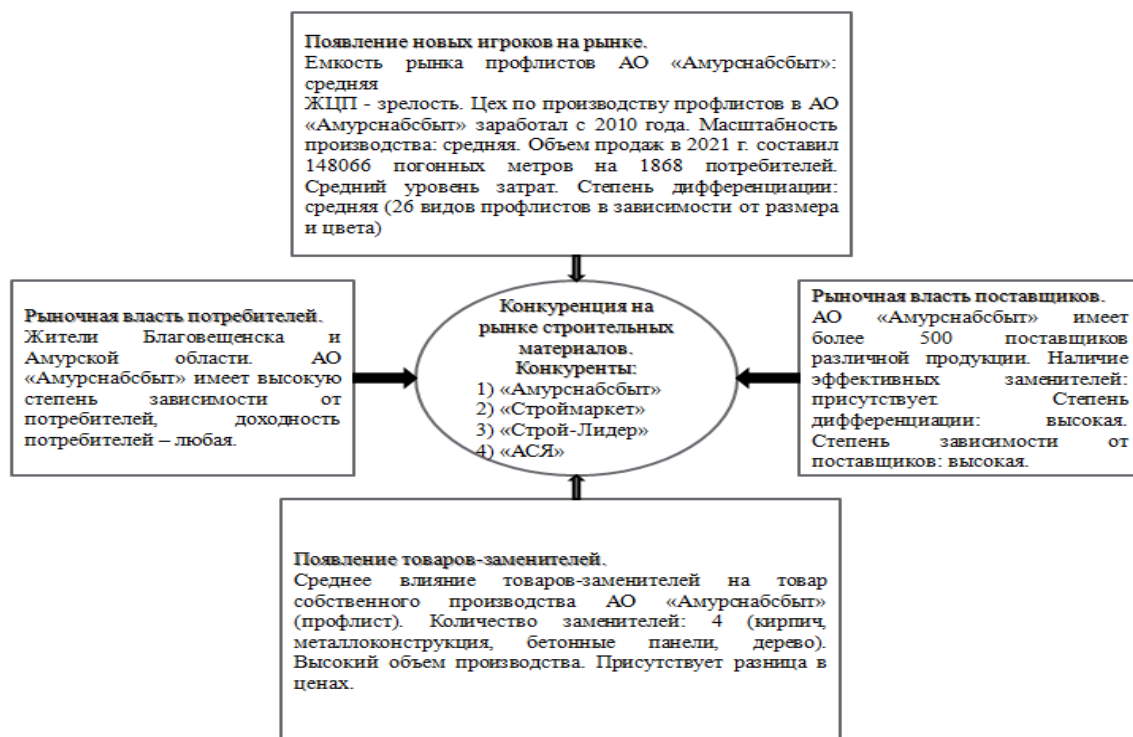 Появление новых игроков на рынке.
Емкость рынка профлистов АО «Амурснабсбыт»:
средняя
ЖЦП - зрелость. Цех по производству профлистов в АО
«Амурснабсбыт» заработал с 2010 года. Масштабность
производства: средняя. Объем продаж в 2021 г. составил
148066 погонных метров на 1868 потребителей.
Средний уровень затрат. Степень дифференциации:
средняя (26 видов профлистов в зависимости от размера
и цвета)
Рыночная власть потребителей.
Жители Благовещенска и
Амурской области. АО
«Амурснабсбыт» имеет высокую
степень зависимости от
потребителей, доходность
потребителей – любая.
Конкуренция на
рынке строительных
материалов.
Конкуренты:
1) «Амурснабсбыт»
2) «Строймаркет»
3) «Строй-Лидер»
4) «АСЯ»
Рыночная власть поставщиков.
АО «Амурснабсбыт» имеет
более 500 поставщиков
различной продукции. Наличие
эффективных заменителей:
присутствует. Степень
дифференциации: высокая.
Степень зависимости от
поставщиков: высокая.
Появление товаров-заменителей.
Среднее влияние товаров-заменителей на товар
собственного производства АО «Амурснабсбыт»
(профлист). Количество заменителей: 4 (кирпич,
металлоконструкция, бетонные панели, дерево).
Высокий объем производства. Присутствует разница в
ценах.